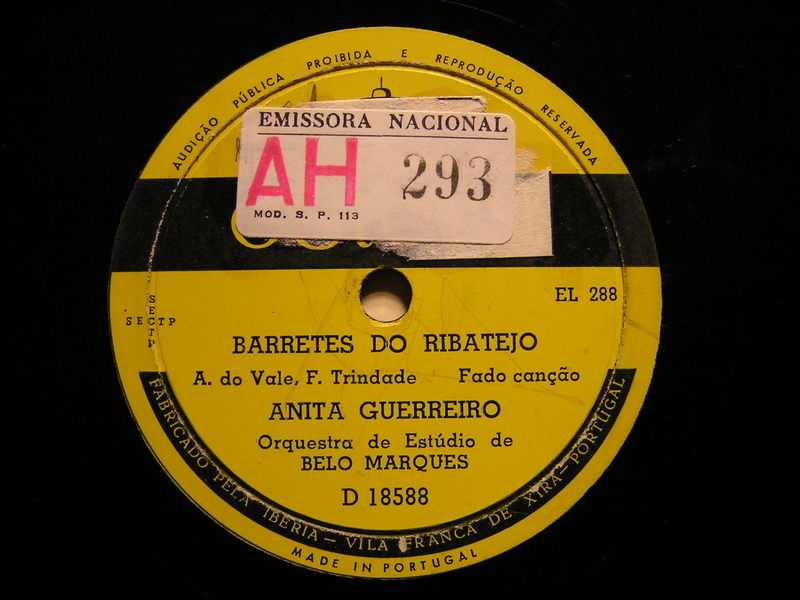 AUDIÇÃO PÚBLICA PROIBIDA E REPRODUÇÃO RESERVADA
EMISSORA NACIONAL
AH 293
MOD. S. P. 113
EL 288
SECTP
SECTP
BARRETES DO RIBATEJO
A. do Vale, F. Trindade Fado canção
ANITA GUERREIRO
Orquestra de Estúdio de
BELO MARQUES
D 18588
FABRICADO PELA IBERIA — VILA FRANCA DE XIRA — PORTUGAL
MADE IN PORTUGAL